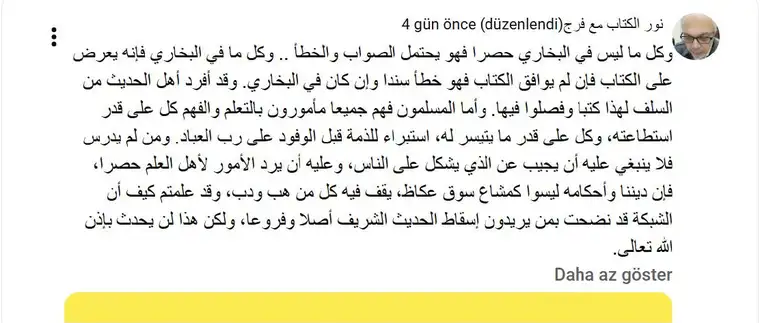 نور الكتاب مع فرج4 gün önce (düzenlendi)
وكل ما ليس في البخاري حصرا فهو يحتمل الصواب والخطأ .. وكل ما في البخاري فإنه يعرض
على الكتاب فإن لم يوافق الكتاب فهو خطأ سندا وإن كان في البخاري. وقد أفرد أهل الحديث من
السلف لهذا كتبا وفصلوا فيها. وأما المسلمون فهم جميعا مأمورون بالتعلم والفهم كل على قدر
استطاعته، وكل على قدر ما يتيسر له، استبراء للذمة قبل الوفود على رب العباد. ومن لم يدرس
فلا ينبغي عليه أن يجيب عن الذي يشكل على الناس، وعليه أن يرد الأمور لأهل العلم حصرا،
فإن ديننا وأحكامه ليسوا كمشاع سوق عكاظ، يقف فيه كل من هب ودب، وقد علمتم كيف أن
الشبكة قد نضحت بمن يريدون إسقاط الحديث الشريف أصلا وفروعا، ولكن هذا لن يحدث بإذن
الله تعالى.
Daha az göster